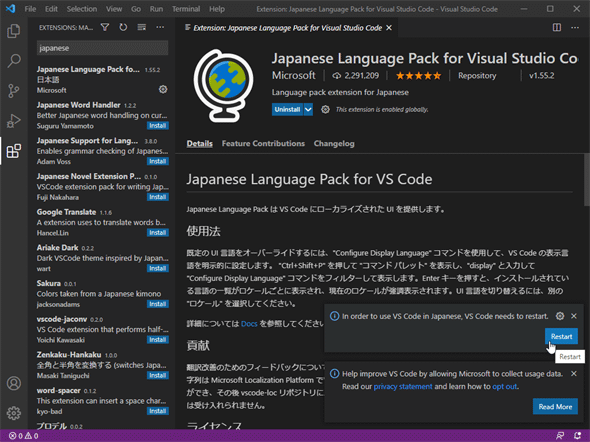 File Edit Selection View Go Run Terminal Help Extension: Japanese Language Pack for Visual Studio Code - Visual Studio Code
EXTENSIONS: MA...
japanese
Japanese Language Pack fo... 1.55.2
日本語
Microsoft
Japanese Word Handler 1.2.2
Better Japanese word handling on cur...
Suguru Yamamoto Install
Japanese Support for Lang... 3.8.0
Enables grammar checking of Japanes...
Adam Voss Install
Japanese Novel Extension P... 0.1.0
VSCode extension pack for writing Jap...
Fuji Nakahara Install
Google Translate 1.1.6
A extension uses to translate words b...
HancelLin Install
Ariake Dark 0.2.2
Dark VSCode theme inspired by Japan...
wart Install
Sakura 0.0.1
Colors taken from a Japanese kimono
jacksonadams Install
vscode-jaconv 2.0.0
VS Code extension that performs half-...
Yoichi Kawasaki Install
Zenkaku-Hankaku 1.0.0
全角と半角を変換する (switches Japan...
Masaki Taniguchi Install
word-spacer 0.1.2
This extension can insert a space char...
kyo-bad Install
プロデル 0.0.2
Extension: Japanese Language Pack for Visual Studio Code
Japanese Language Pack for Visual Studio Co
Microsoft 2,291,209 Repository v1.55.2
Language pack extension for Japanese
Uninstall This extension is enabled globally.
Details Feature Contributions Changelog
Japanese Language Pack for VS Code
Japanese Language Pack は VS Code にローカライズされた UI を提供します。
使用法
既定の UI 言語をオーバーライドするには、"Configure Display Language" コマンドを使用して、VS Code の表示言
語を明示的に設定します。 "Ctrl+Shift+P" を押して "コマンド パレット" を表示し、"display" と入力して
"Configure Display Language" コマンドをフィルターして表示します。Enter キーを押すと、インストールされてい
る言語の一覧がロケールごとに表示され、現在のロケールが強調表示されます。UI 言語を切り替えるには、別の
"ロケール" を選択してください。
詳細については Docs を参照してくだ
貢献
翻訳改善のためのフィードバックについ
字列は Microsoft Localization Platform で
ができ、その後 vscode-loc リポジトリに
は受け入れられません。
ライセンス
In order to use VS Code in Japanese, VS Code needs to restart.
Restart
Restart
Help improve VS Code by allowing Microsoft to collect usage data.
Read our privacy statement and learn how to opt out.
Read More
0 0